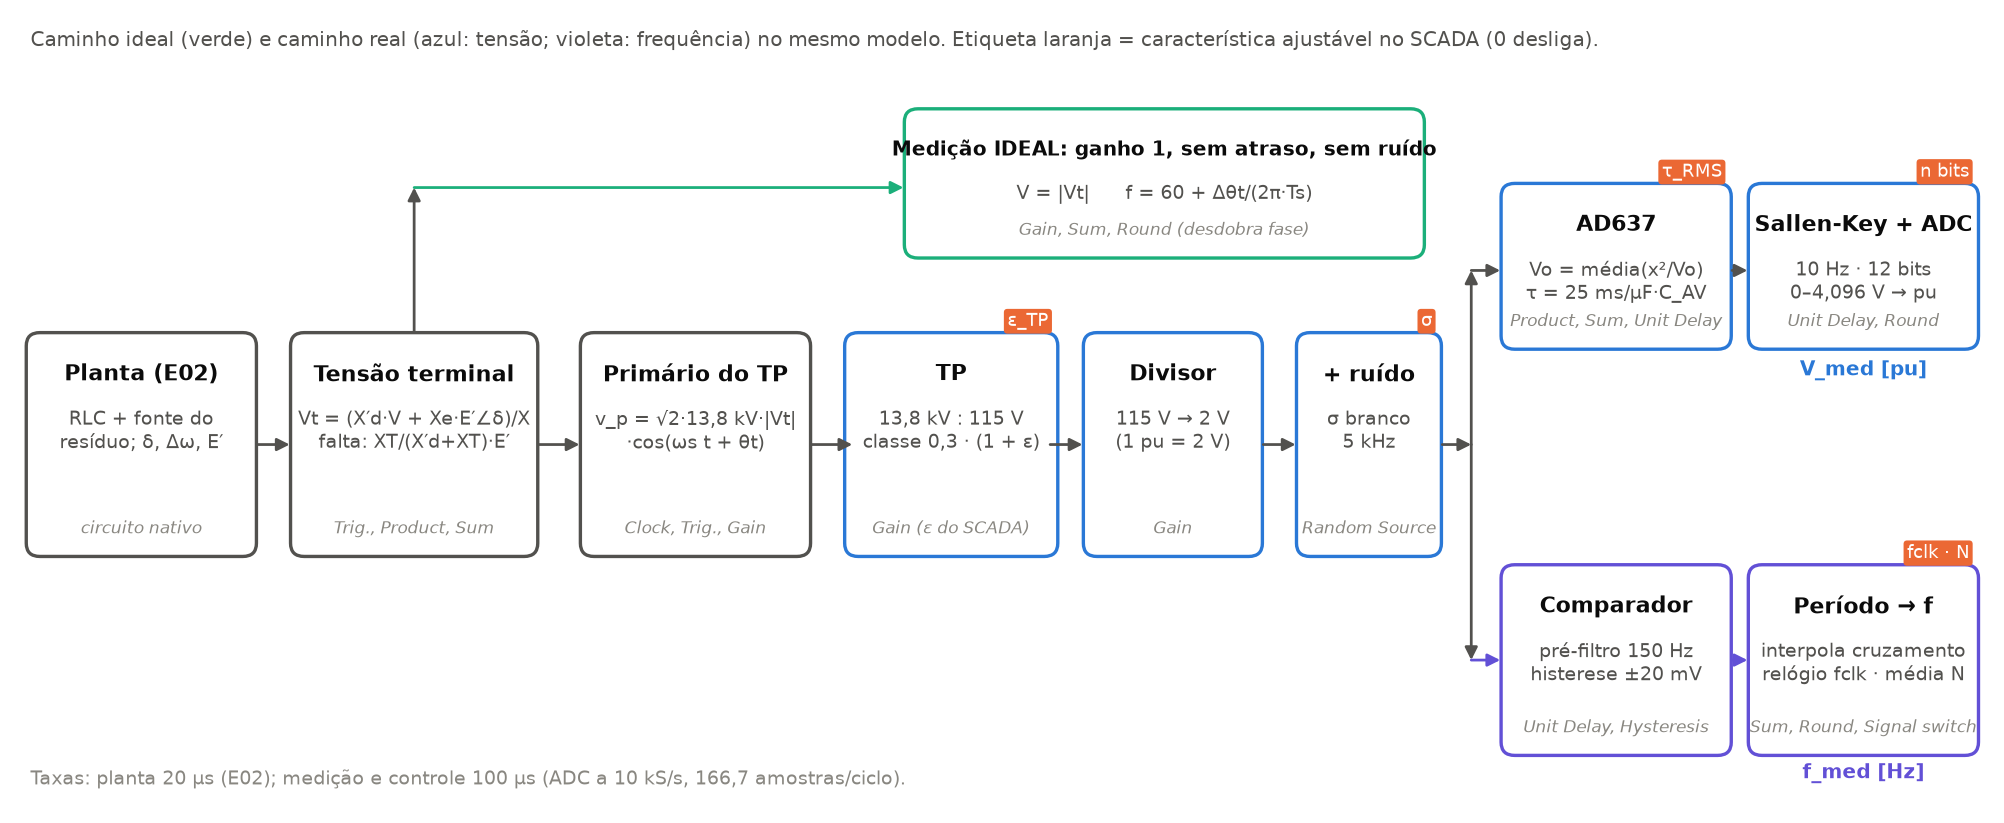 Caminho ideal (verde) e caminho real (azul: tensão; violeta: frequência) no mesmo modelo. Etiqueta laranja = característica ajustável no SCADA (0 desliga).
Medição IDEAL: ganho 1, sem atraso, sem ruído
V = |Vt|      f = 60 + Δθt/(2π·Ts)
Gain, Sum, Round (desdobra fase)
Planta (E02)
RLC + fonte do
resíduo; δ, Δω, E′
circuito nativo
Tensão terminal
Vt = (X′d·V + Xe·E′∠δ)/X
falta: XT/(X′d+XT)·E′
Trig., Product, Sum
Primário do TP
v_p = √2·13,8 kV·|Vt|
·cos(ωs t + θt)
Clock, Trig., Gain
ε_TP
TP
13,8 kV : 115 V
classe 0,3 · (1 + ε)
Gain (ε do SCADA)
Divisor
115 V → 2 V
(1 pu = 2 V)
Gain
σ
+ ruído
σ branco
5 kHz
Random Source
τ_RMS
AD637
Vo = média(x²/Vo)
τ = 25 ms/µF·C_AV
Product, Sum, Unit Delay
n bits
Sallen-Key + ADC
10 Hz · 12 bits
0–4,096 V → pu
Unit Delay, Round
V_med [pu]
Comparador
pré-filtro 150 Hz
histerese ±20 mV
Unit Delay, Hysteresis
fclk · N
Período → f
interpola cruzamento
relógio fclk · média N
Sum, Round, Signal switch
f_med [Hz]
Taxas: planta 20 µs (E02); medição e controle 100 µs (ADC a 10 kS/s, 166,7 amostras/ciclo).